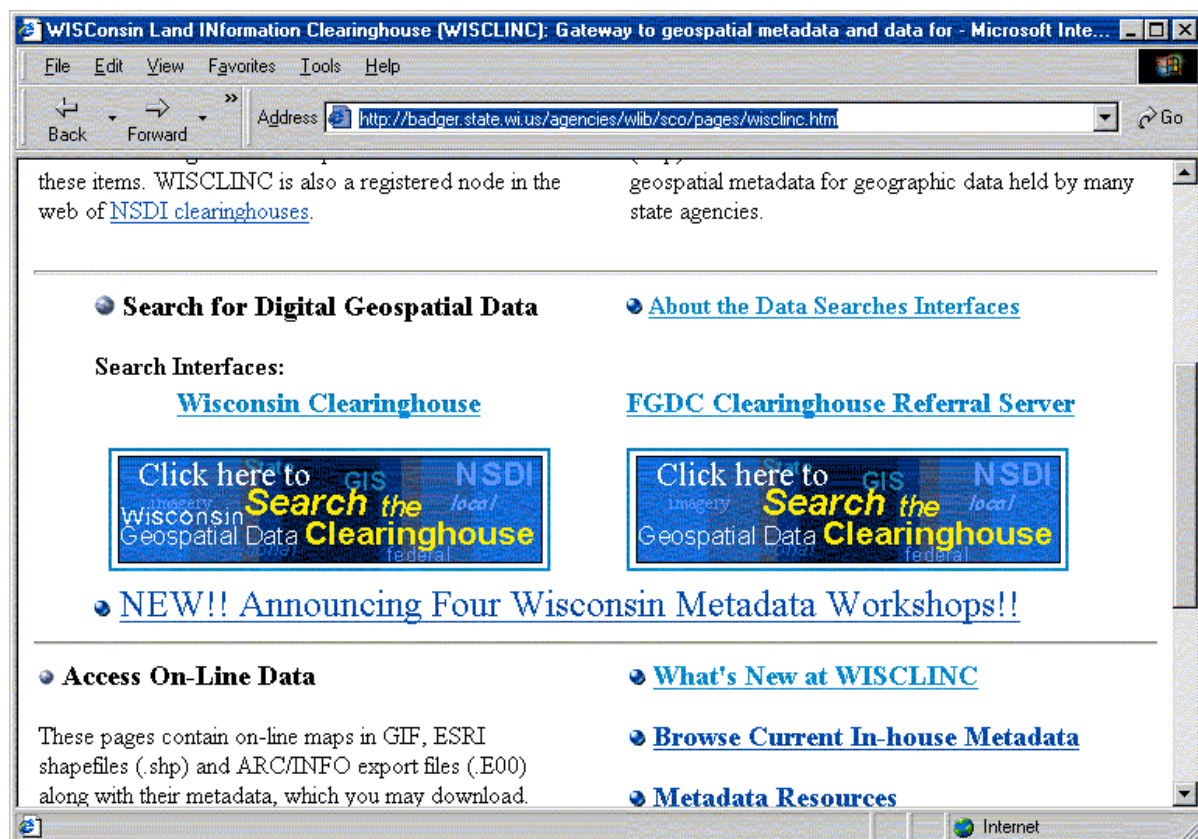 WISConsin Land INformation Clearinghouse (WISCLINC): Gateway to geospatial metadata and data for - Microsoft Inte...
File Edit View Favorites Tools Help
Back Forward » Address http://badger.state.wi.us/agencies/wlib/sco/pages/wisclinc.html Go
these items. WISCLINC is also a registered node in the
web of NSDI clearinghouses.
geospatial metadata for geographic data held by many
state agencies.
Search for Digital Geospatial Data
About the Data Searches Interfaces
Search Interfaces:
Wisconsin Clearinghouse
FGDC Clearinghouse Referral Server
State
Click here to GIS NSDI
imagery Search the local
Wisconsin
Geospatial Data Clearinghouse
federal
Click here to GIS NSDI
imagery Search the local
Geospatial Data Clearinghouse
federal
NEW!! Announcing Four Wisconsin Metadata Workshops!!
Access On-Line Data
These pages contain on-line maps in GIF, ESRI
shapefiles (.shp) and ARC/INFO export files (.E00)
along with their metadata, which you may download.
What's New at WISCLINC
Browse Current In-house Metadata
Metadata Resources
Internet